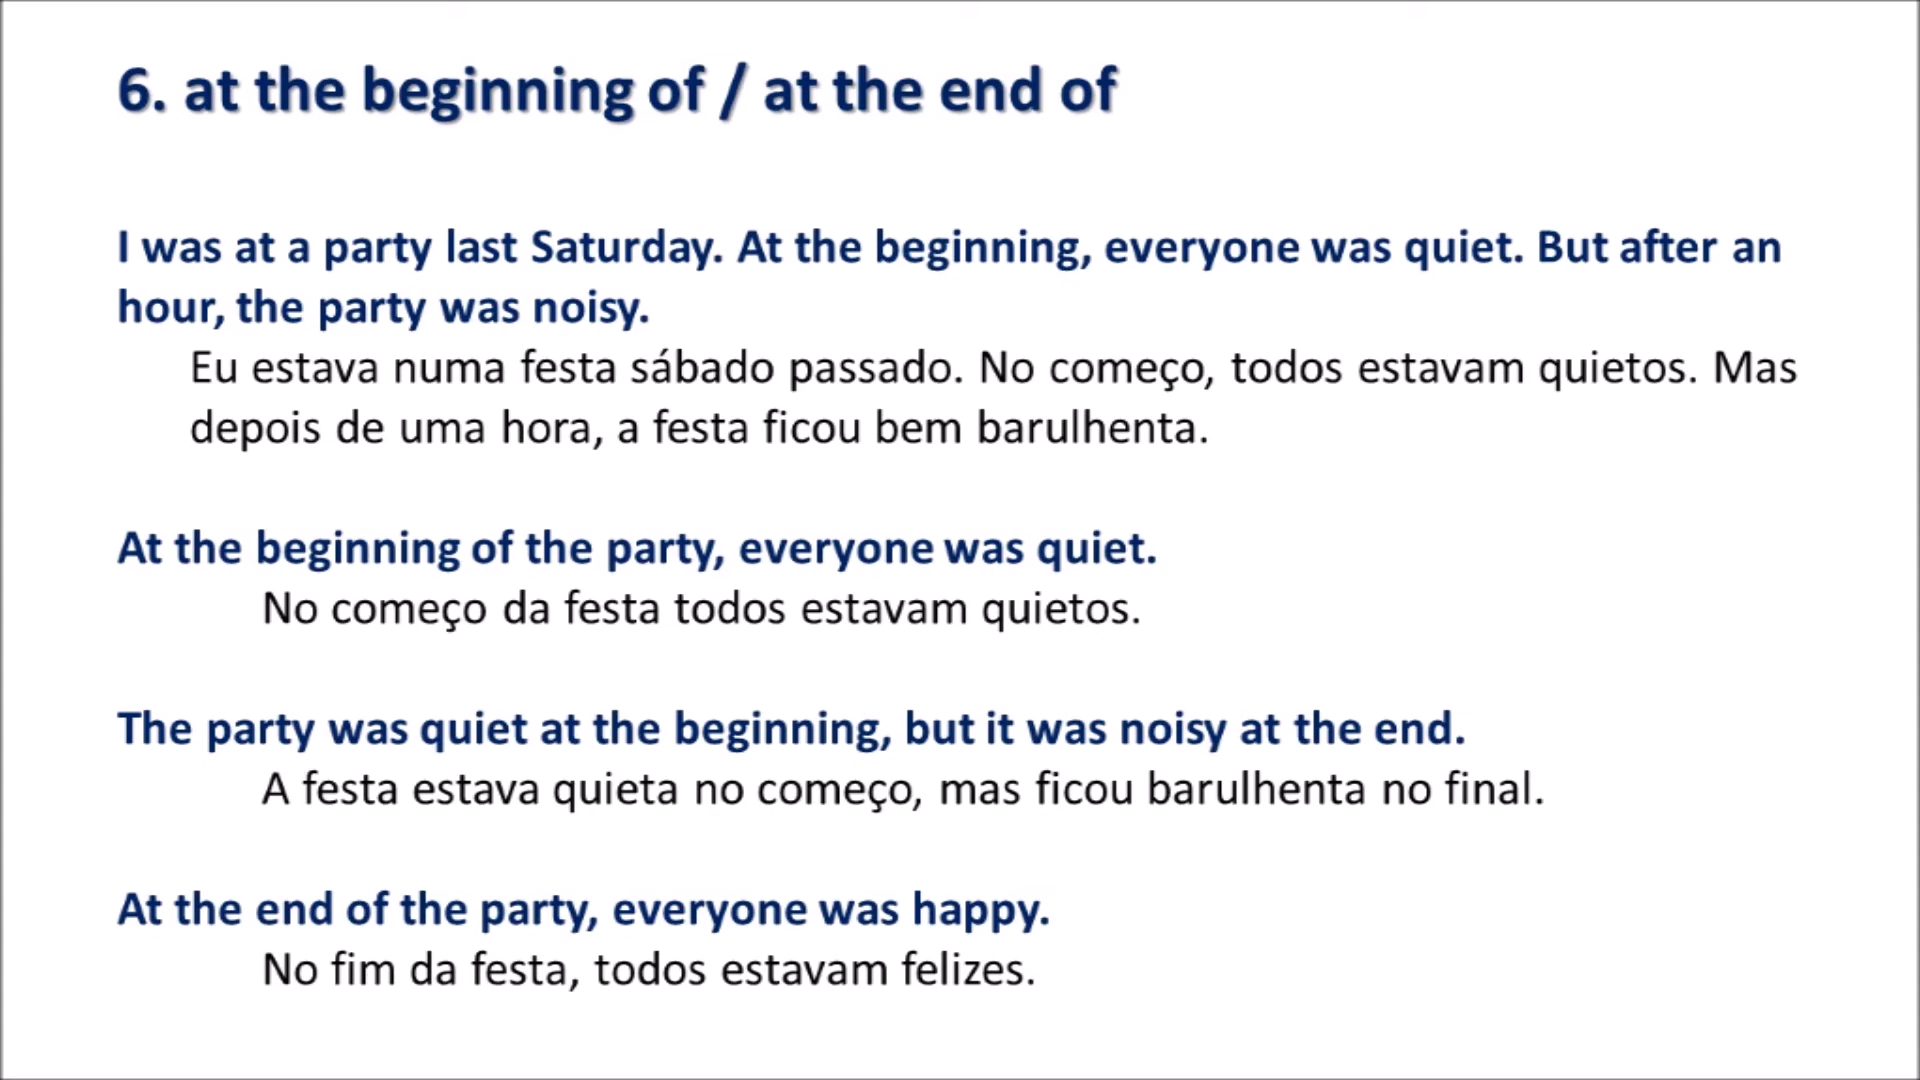 6. at the beginning of / at the end of
I was at a party last Saturday. At the beginning, everyone was quiet. But after an
hour, the party was noisy.
Eu estava numa festa sábado passado. No começo, todos estavam quietos. Mas
depois de uma hora, a festa ficou bem barulhenta.
At the beginning of the party, everyone was quiet.
No começo da festa todos estavam quietos.
The party was quiet at the beginning, but it was noisy at the end.
A festa estava quieta no começo, mas ficou barulhenta no final.
At the end of the party, everyone was happy.
No fim da festa, todos estavam felizes.